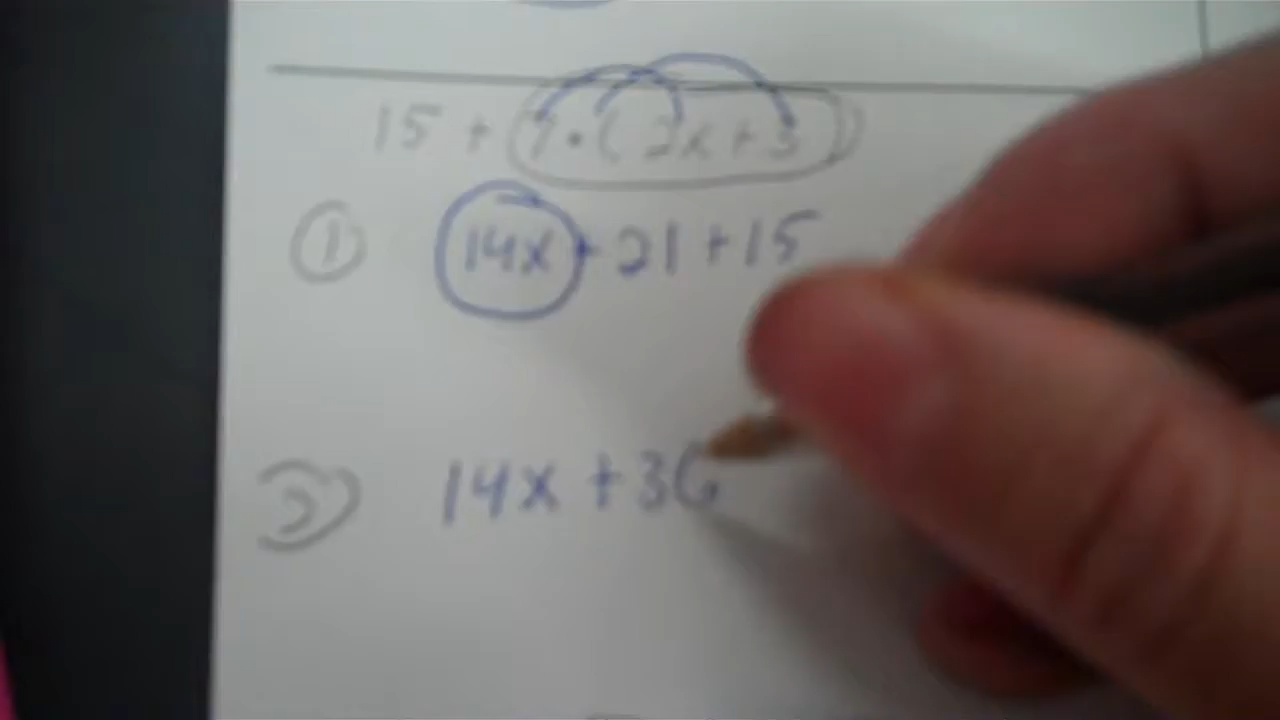 15 + 7 • ( 2x + 3 )
① 14x + 21 + 15
② 14x + 36